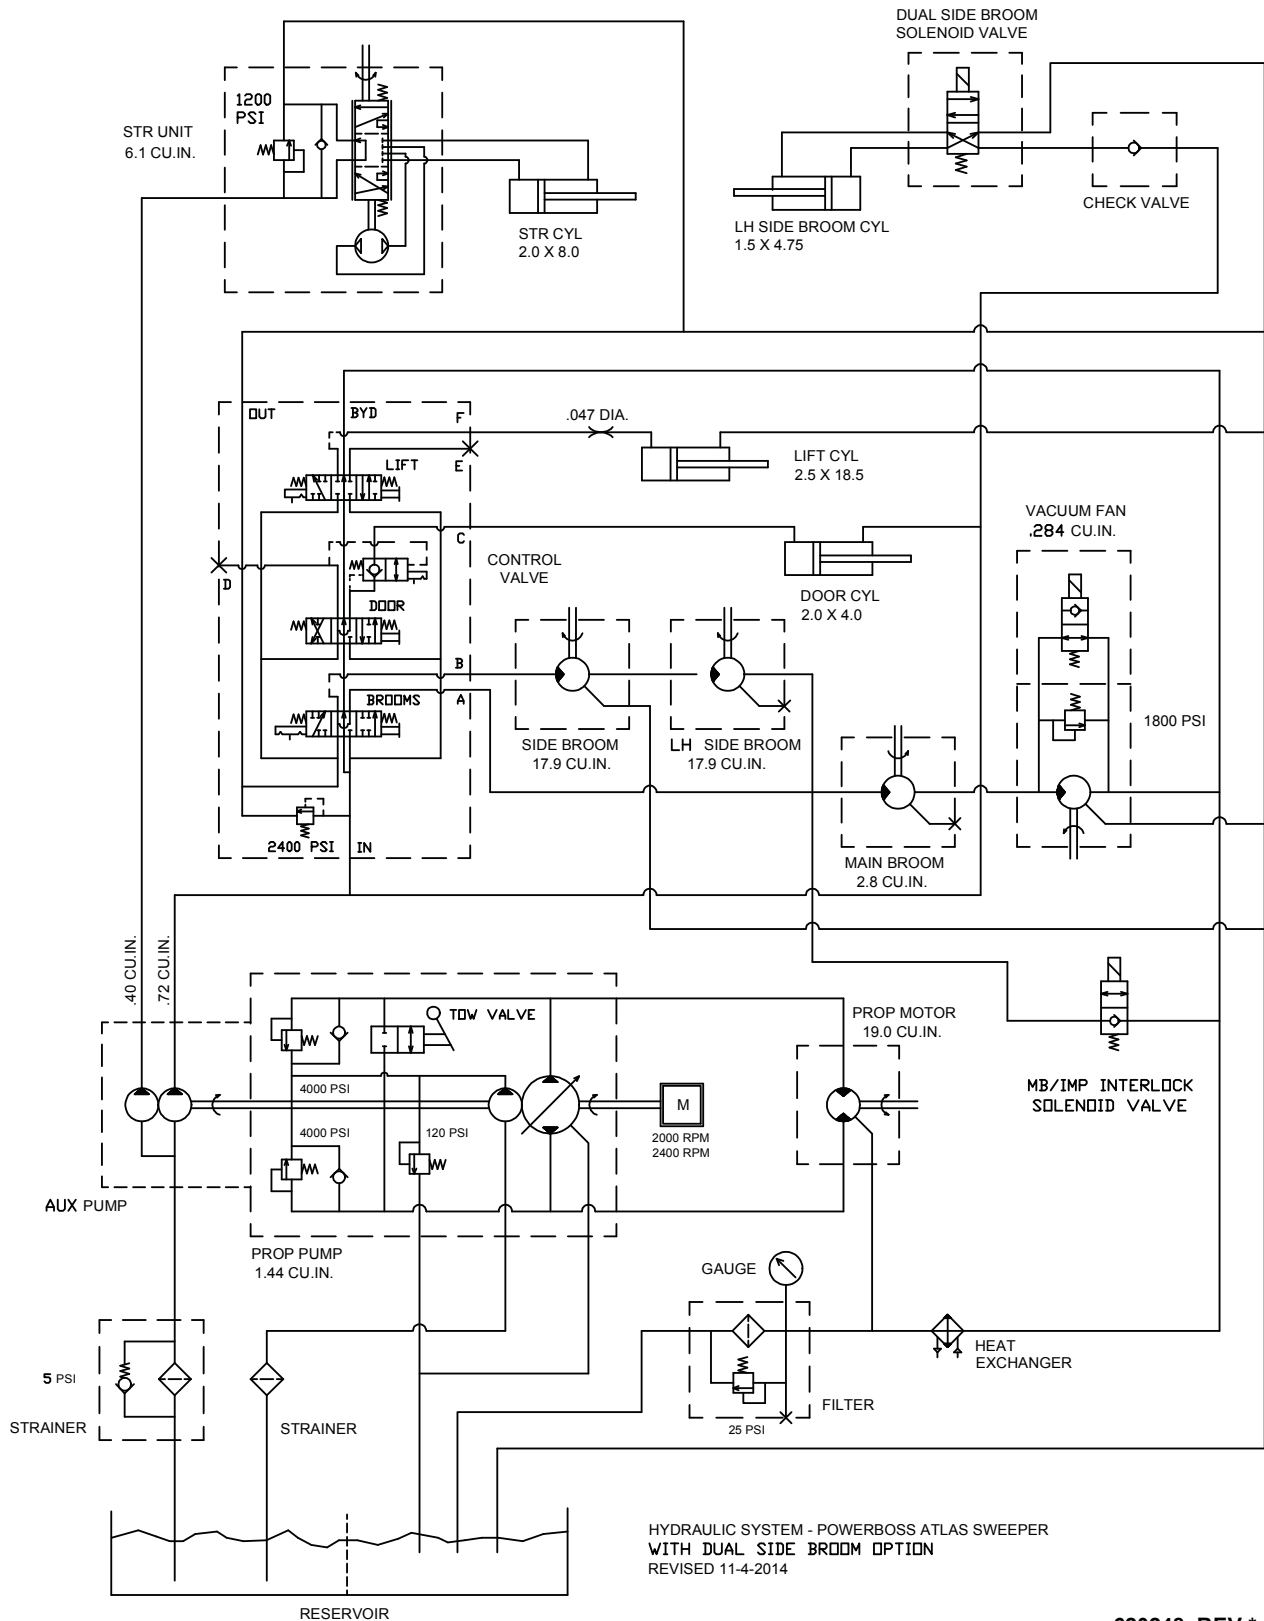 DUAL SIDE BROOM
SOLENOID VALVE
1200
PSI
STR UNIT
6.1 CU.IN.
CHECK VALVE
STR CYL
2.0 X 8.0
LH SIDE BROOM CYL
1.5 X 4.75
OUT
BYD
F
.047 DIA.
LIFT
E
LIFT CYL
2.5 X 18.5
VACUUM FAN
.284 CU.IN.
C
CONTROL
VALVE
D
DOOR
DOOR CYL
2.0 X 4.0
B
BROOMS
A
1800 PSI
SIDE BROOM
17.9 CU.IN.
LH SIDE BROOM
17.9 CU.IN.
2400 PSI
IN
MAIN BROOM
2.8 CU.IN.
.40 CU.IN.
.72 CU.IN.
TOW VALVE
PROP MOTOR
19.0 CU.IN.
4000 PSI
M
MB/IMP INTERLOCK
SOLENOID VALVE
4000 PSI
120 PSI
2000 RPM
2400 RPM
AUX PUMP
PROP PUMP
1.44 CU.IN.
GAUGE
HEAT
EXCHANGER
5 PSI
FILTER
STRAINER
STRAINER
25 PSI
HYDRAULIC SYSTEM - POWERBOSS ATLAS SWEEPER
WITH DUAL SIDE BROOM OPTION
REVISED 11-4-2014
RESERVOIR